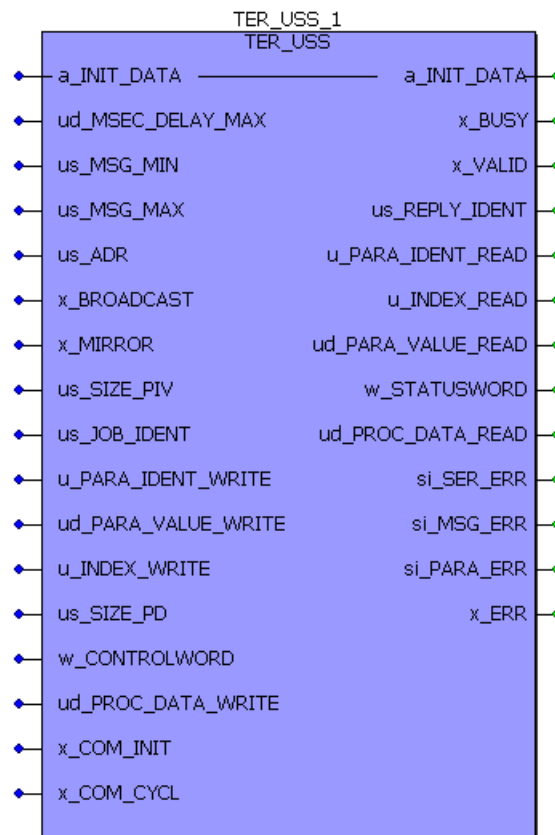 TER_USS_1
TER_USS
a_INIT_DATA a_INIT_DATA
ud_MSEC_DELAY_MAX x_BUSY
us_MSG_MIN x_VALID
us_MSG_MAX us_REPLY_IDENT
us_ADR u_PARA_IDENT_READ
x_BROADCAST u_INDEX_READ
x_MIRROR ud_PARA_VALUE_READ
us_SIZE_PIV w_STATUSWORD
us_JOB_IDENT ud_PROC_DATA_READ
u_PARA_IDENT_WRITE si_SER_ERR
ud_PARA_VALUE_WRITE si_MSG_ERR
u_INDEX_WRITE si_PARA_ERR
us_SIZE_PD x_ERR
w_CONTROLWORD
ud_PROC_DATA_WRITE
x_COM_INIT
x_COM_CYCL